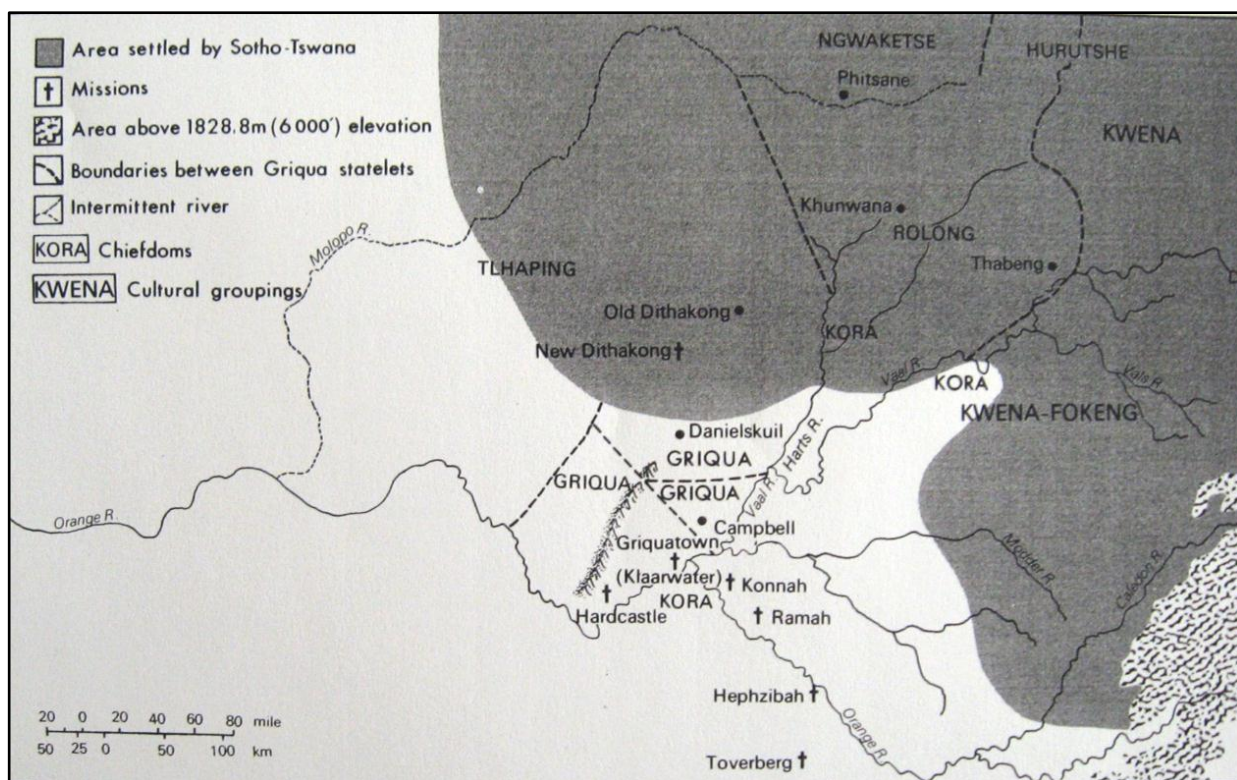 Area settled by Sotho-Tswana
Missions
Area above 1828.8m (6 000') elevation
Boundaries between Griqua statelets
Intermittent river
KORA Chiefdoms
KWENA Cultural groupings
NGWAKETSE
HURUTSHE
Phitsane
KWENA
Khunwana
ROLONG
Molopo R.
TLHAPING
Thabeng
Old Dithakong
KORA
New Dithakong
Vaal R.
KORA
Vals R.
KWENA-FOKENG
Danielskuil
Harts R.
GRIQUA
GRIQUA
GRIQUA
Vaal R.
Orange R.
Campbell
Griquatown
(Klaarwater)
Konnah
Modder R.
Caledon R.
KORA
Hardcastle
Ramah
Hephzibah
Orange R.
Toverberg
20 0 20 40 60 80 mile
50 25 0 50 100 km